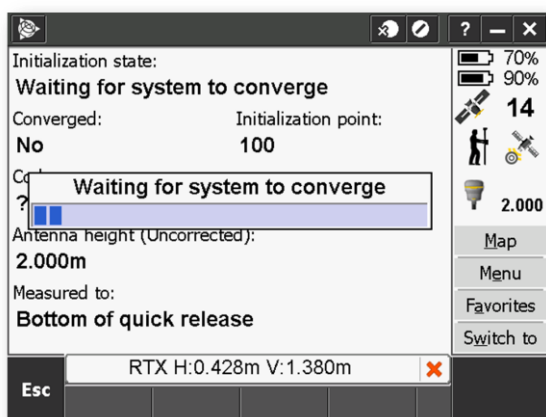 x3
? – ×
Initialization state:
Waiting for system to converge
70%
90%
Converged: Initialization point:
No 100
14
Waiting for system to converge
?
2.000
Antenna height (Uncorrected):
2.000m
Measured to:
Bottom of quick release
Map
Menu
Favorites
Switch to
RTX H:0.428m V:1.380m
Esc